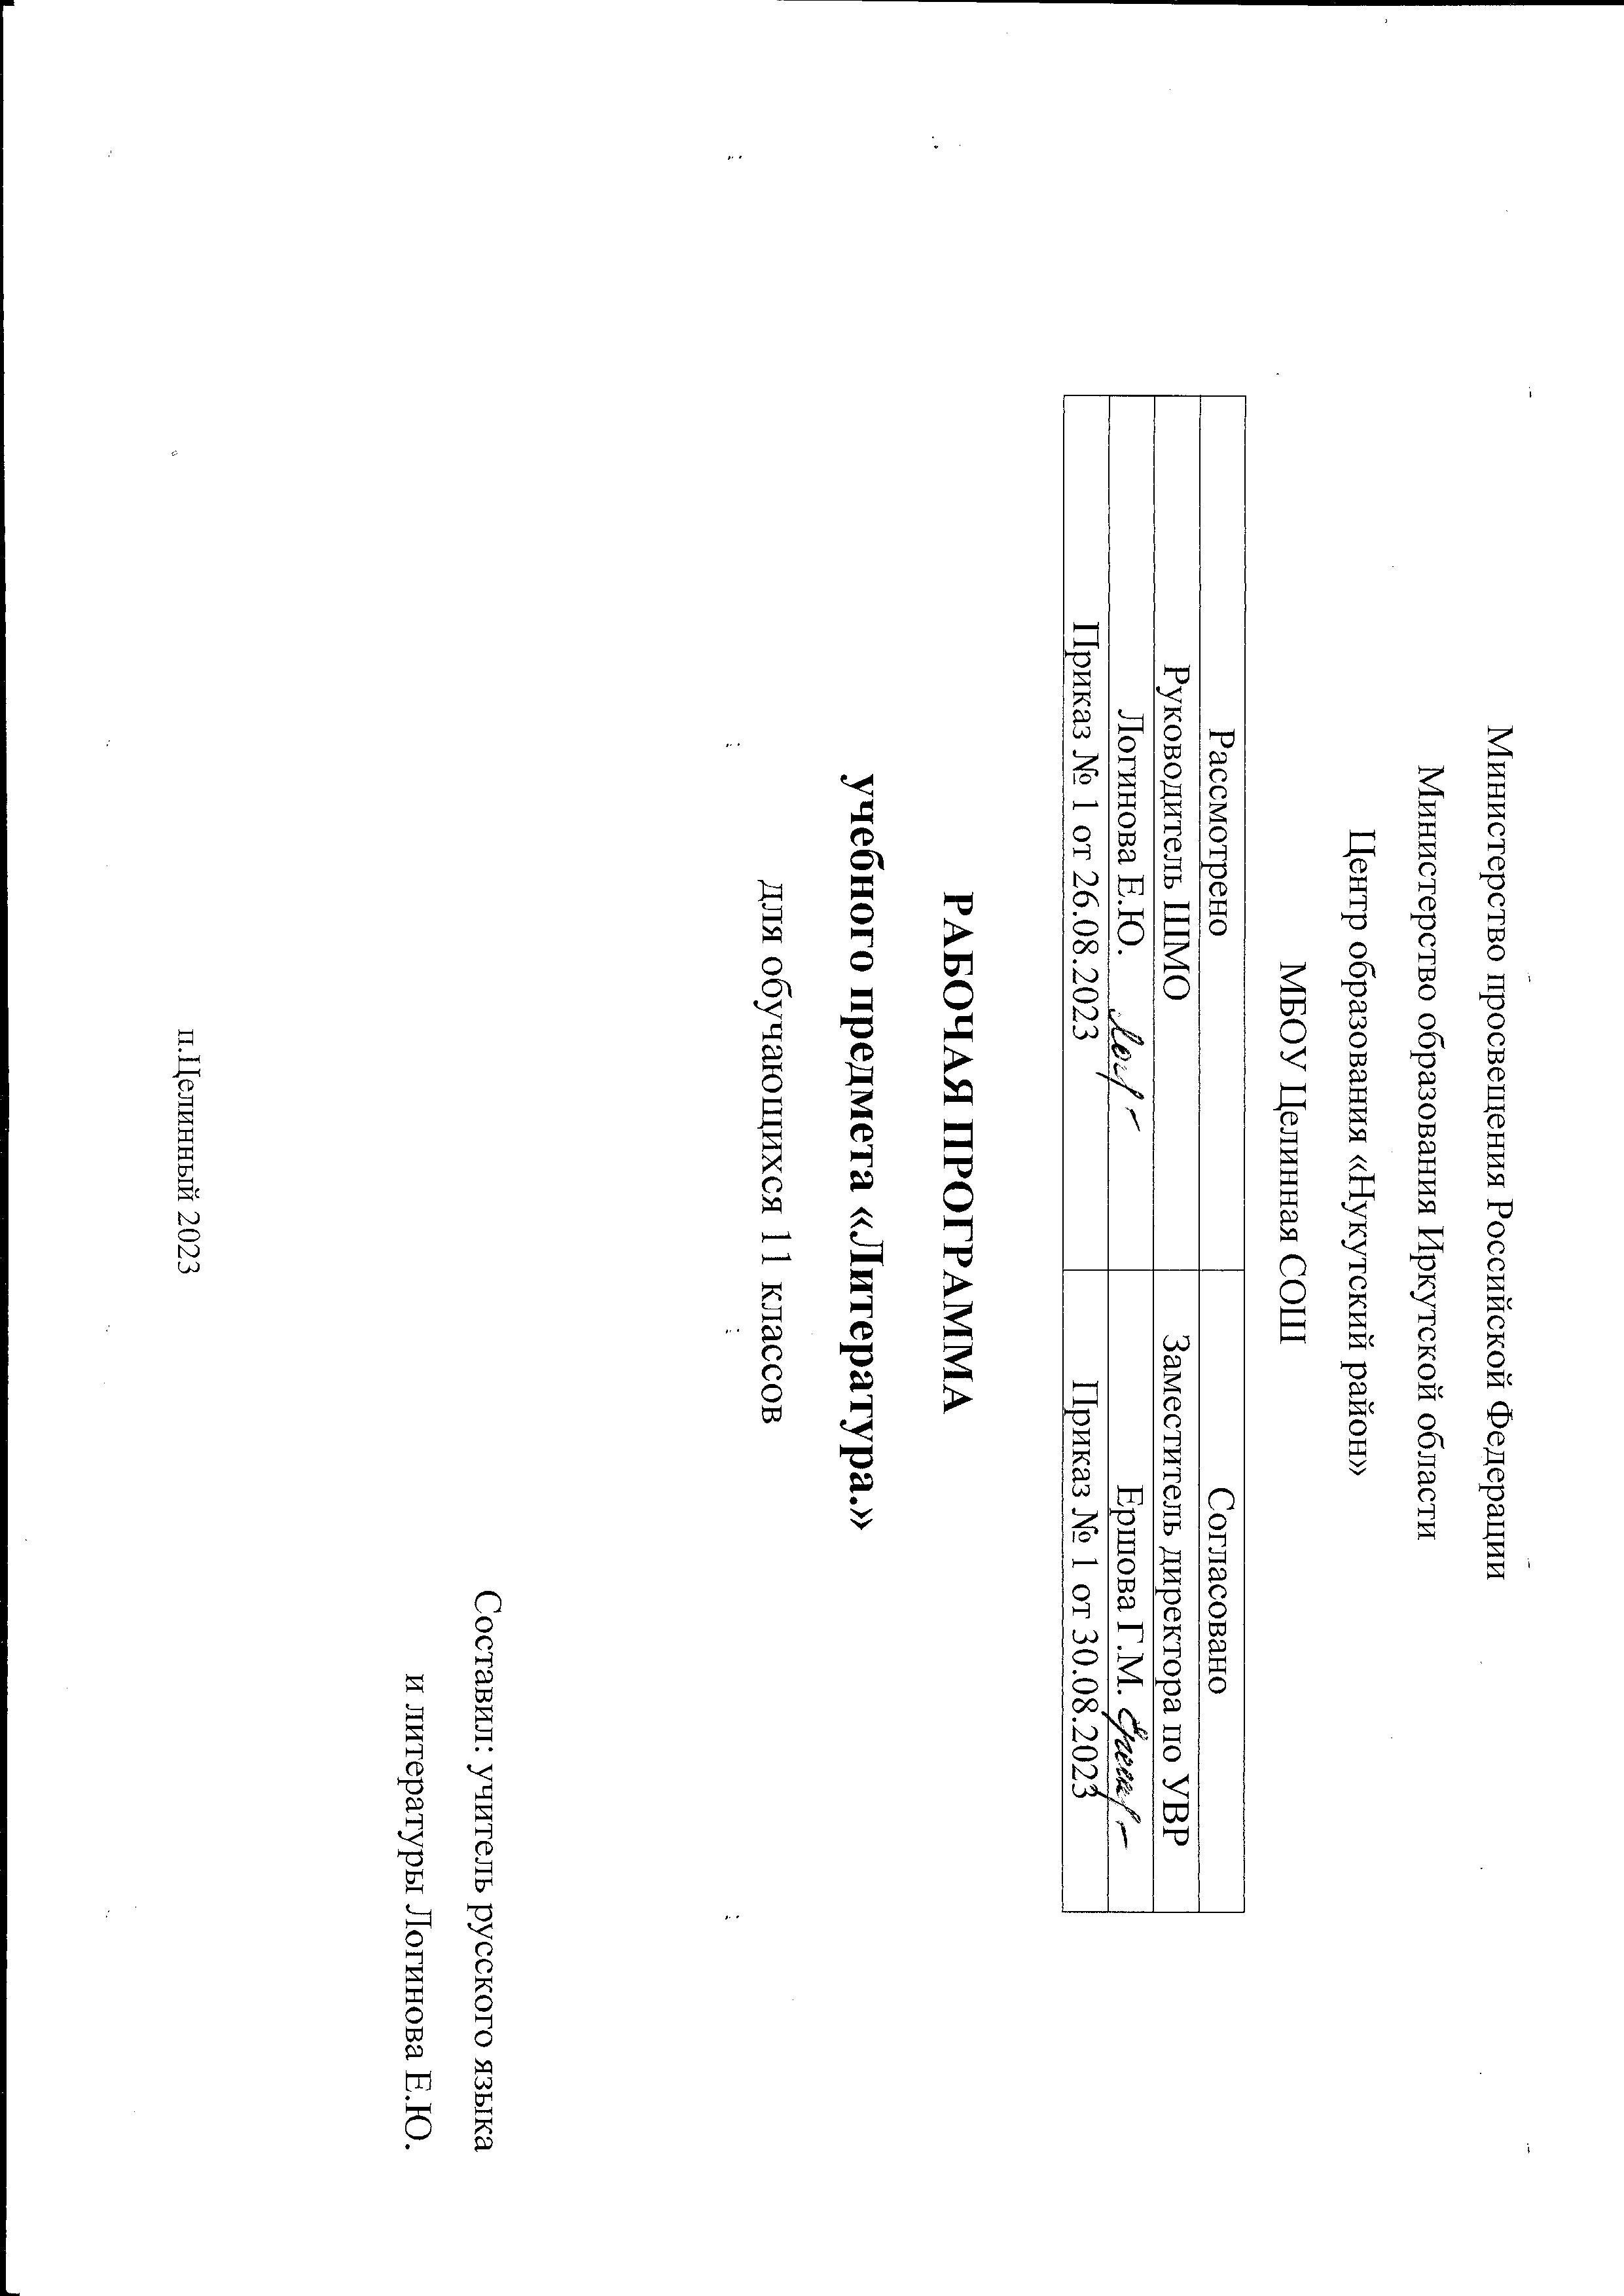 Министерство просвещения Российской Федерации
Министерство образования Иркутской области
Центр образования «Нукутский район»
МБОУ Целинная СОШ
Рассмотрено Согласовано
Руководитель ШМО Заместитель директора по УВР
Логинова Е.Ю. Ершова Г.М.
Приказ № 1 от 26.08.2023 Приказ № 1 от 30.08.2023
РАБОЧАЯ ПРОГРАММА
учебного предмета «Литература.»
для обучающихся 11 классов
Составил: учитель русского языка
и литературы Логинова Е.Ю.
п.Целинный 2023